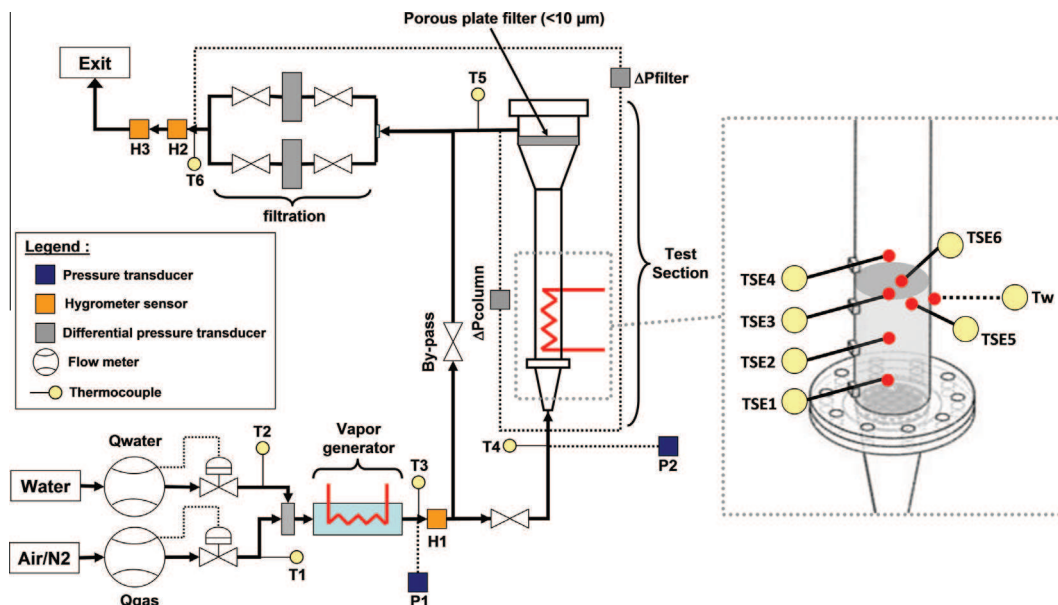 Porous plate filter (<10 µm)
Exit
T5
ΔPfilter
H3
H2
T6
filtration
Legend :
Pressure transducer
Hygrometer sensor
Differential pressure transducer
Flow meter
Thermocouple
By-pass
ΔPcolumn
Test
Section
TSE6
TSE4
Tw
TSE3
TSE5
TSE2
TSE1
Qwater
T2
Vapor
generator
T3
T4
P2
Water
H1
Air/N2
T1
Qgas
P1